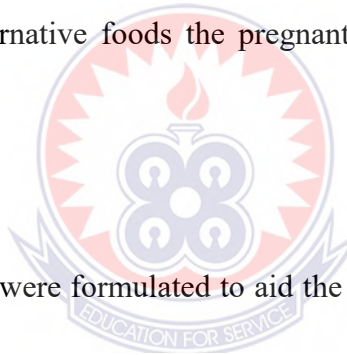 rnative foods the pregnant
were formulated to aid the
EDUCATION FOR SERVICE